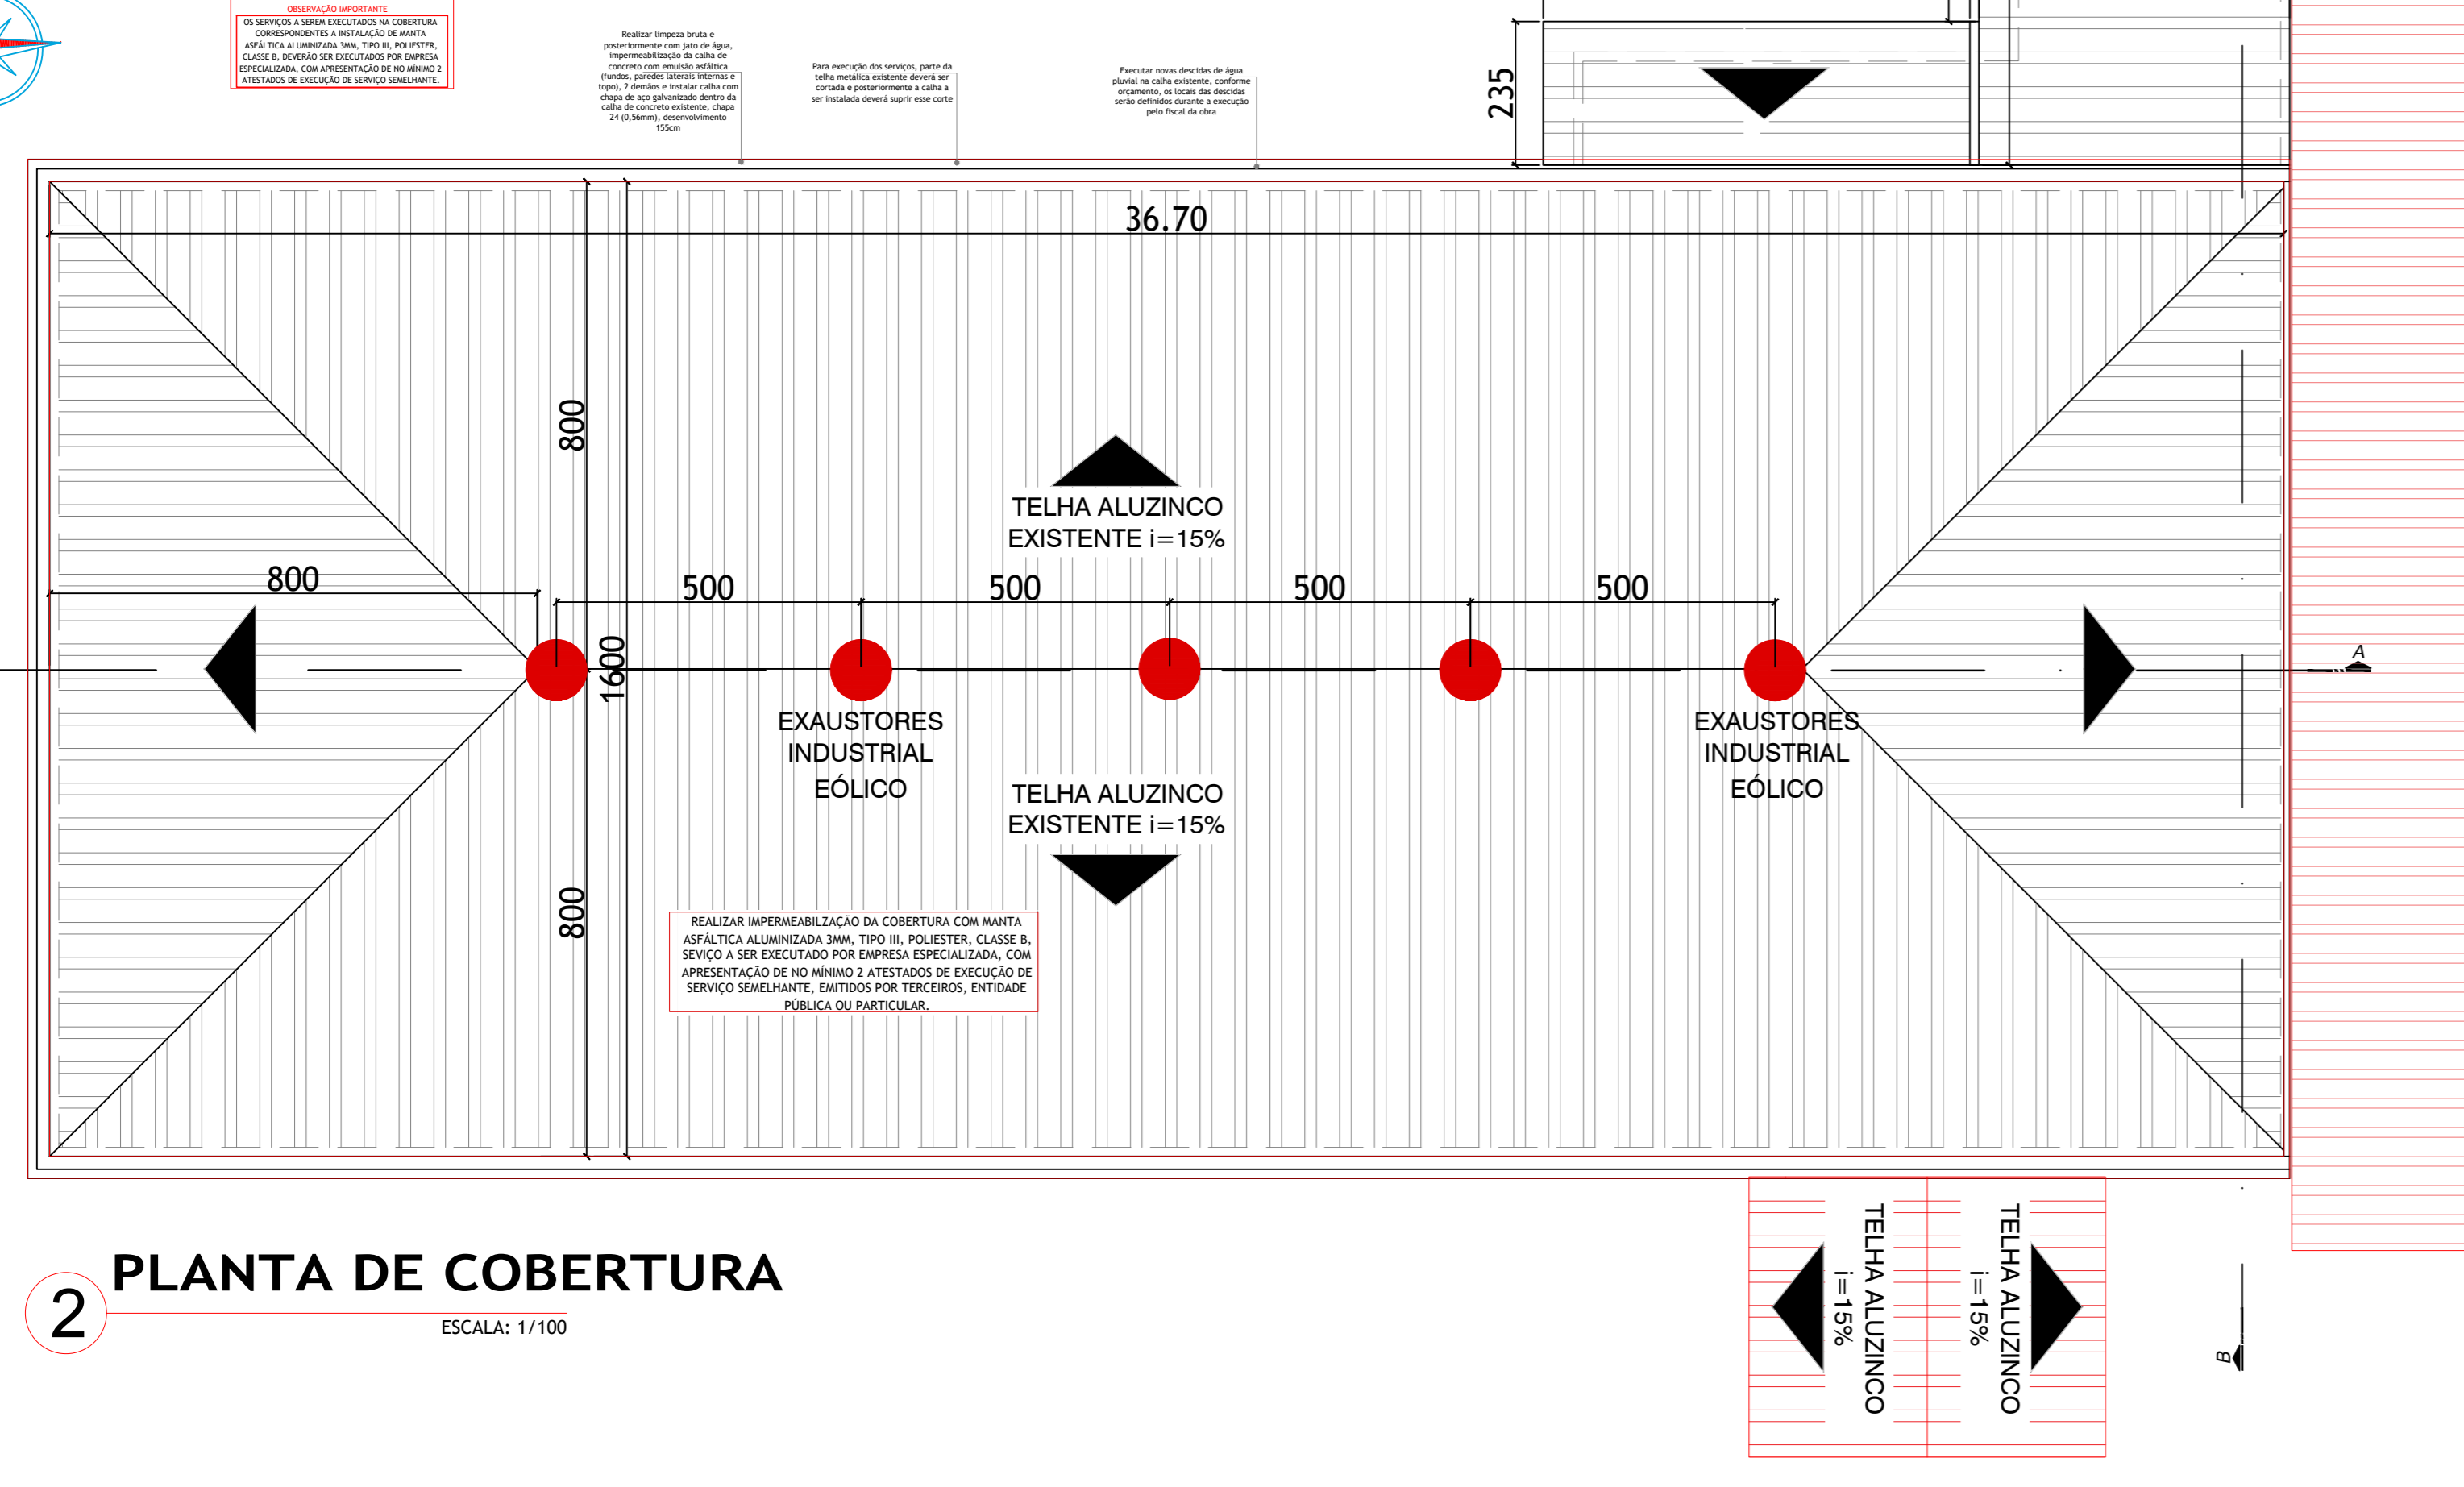 OBSERVAÇÃO IMPORTANTE
OS SERVIÇOS A SEREM EXECUTADOS NA COBERTURA
CORRESPONDENTES A INSTALAÇÃO DE MANTA
ASFÁLTICA ALUMINIZADA 3MM, TIPO III, POLIESTER,
CLASSE B, DEVERÃO SER EXECUTADOS POR EMPRESA
ESPECIALIZADA, COM APRESENTAÇÃO DE NO MÍNIMO 2
ATESTADOS DE EXECUÇÃO DE SERVIÇO SEMELHANTE.
Realizar limpeza bruta e
posteriormente com jato de água,
impermeabilização da calha de
concreto com emulsão asfáltica
(fundos, paredes laterais internas e
topo), 2 demãos e instalar calha com
chapa de aço galvanizado dentro da
calha de concreto existente, chapa
24 (0,56mm), desenvolvimento
155cm
Para execução dos serviços, parte da
telha metálica existente deverá ser
cortada e posteriormente a calha a
ser instalada deverá suprir esse corte
Executar novas descidas de água
pluvial na calha existente, conforme
orçamento, os locais das descidas
serão definidos durante a execução
pelo fiscal da obra
235
36.70
800
TELHA ALUZINCO
EXISTENTE i=15%
800
500
500
500
500
1600
A
EXAUSTORES
INDUSTRIAL
EÓLICO
EXAUSTORES
INDUSTRIAL
EÓLICO
TELHA ALUZINCO
EXISTENTE i=15%
800
REALIZAR IMPERMEABILZAÇÃO DA COBERTURA COM MANTA
ASFÁLTICA ALUMINIZADA 3MM, TIPO III, POLIESTER, CLASSE B,
SEVIÇO A SER EXECUTADO POR EMPRESA ESPECIALIZADA, COM
APRESENTAÇÃO DE NO MÍNIMO 2 ATESTADOS DE EXECUÇÃO DE
SERVIÇO SEMELHANTE, EMITIDOS POR TERCEIROS, ENTIDADE
PÚBLICA OU PARTICULAR.
TELHA ALUZINCO
i=15%
TELHA ALUZINCO
i=15%
B
2
PLANTA DE COBERTURA
ESCALA: 1/100